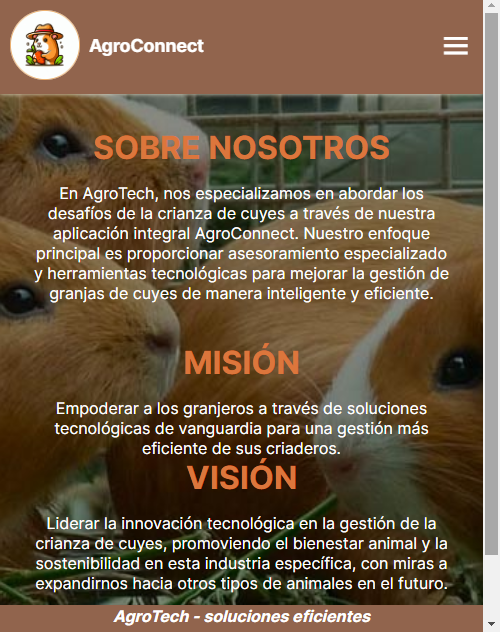 AgroConnect
SOBRE NOSOTROS
En AgroTech, nos especializamos en abordar los
desafíos de la crianza de cuyes a través de nuestra
aplicación integral AgroConnect. Nuestro enfoque
principal es proporcionar asesoramiento especializado
y herramientas tecnológicas para mejorar la gestión de
granjas de cuyes de manera inteligente y eficiente.
MISIÓN
Empoderar a los granjeros a través de soluciones
tecnológicas de vanguardia para una gestión más
eficiente de sus criaderos.
VISIÓN
Liderar la innovación tecnológica en la gestión de la
crianza de cuyes, promoviendo el bienestar animal y la
sostenibilidad en esta industria específica, con miras a
expandirnos hacia otros tipos de animales en el futuro.
AgroTech - soluciones eficientes